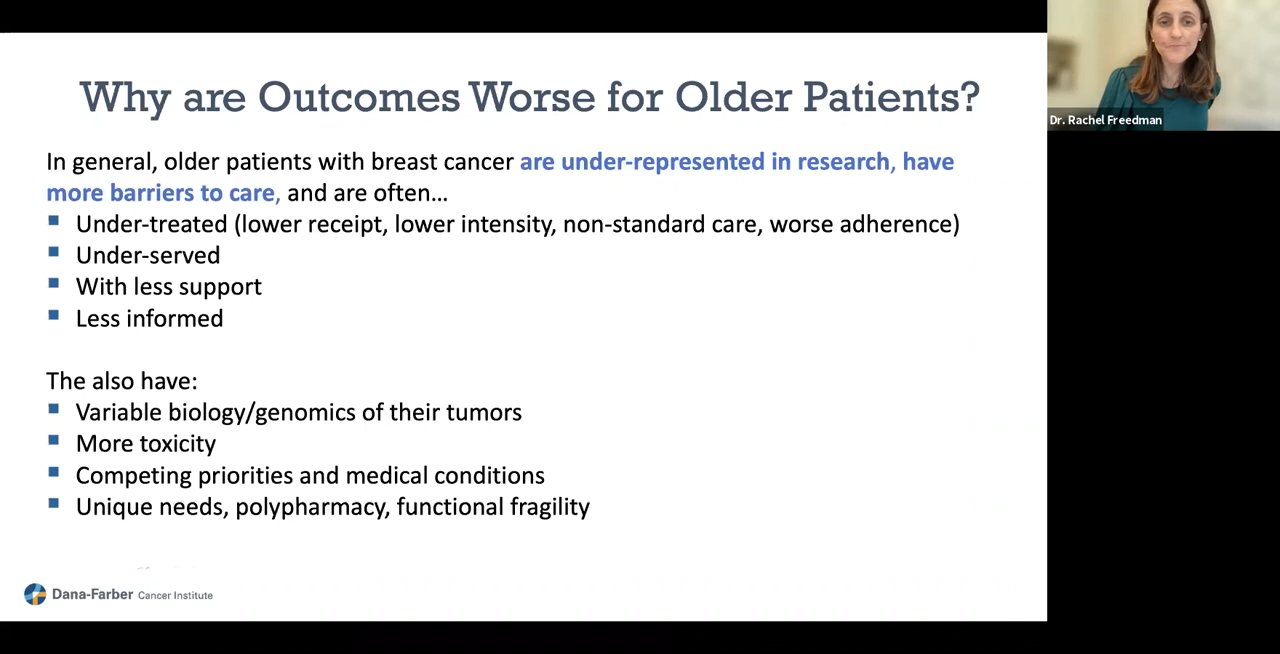 Why are Outcomes Worse for Older Patients?
In general, older patients with breast cancer are under-represented in research, have
more barriers to care, and are often…
▪ Under-treated (lower receipt, lower intensity, non-standard care, worse adherence)
▪ Under-served
▪ With less support
▪ Less informed
The also have:
▪ Variable biology/genomics of their tumors
▪ More toxicity
▪ Competing priorities and medical conditions
▪ Unique needs, polypharmacy, functional fragility
Dana-Farber Cancer Institute
Dr. Rachel Freedman